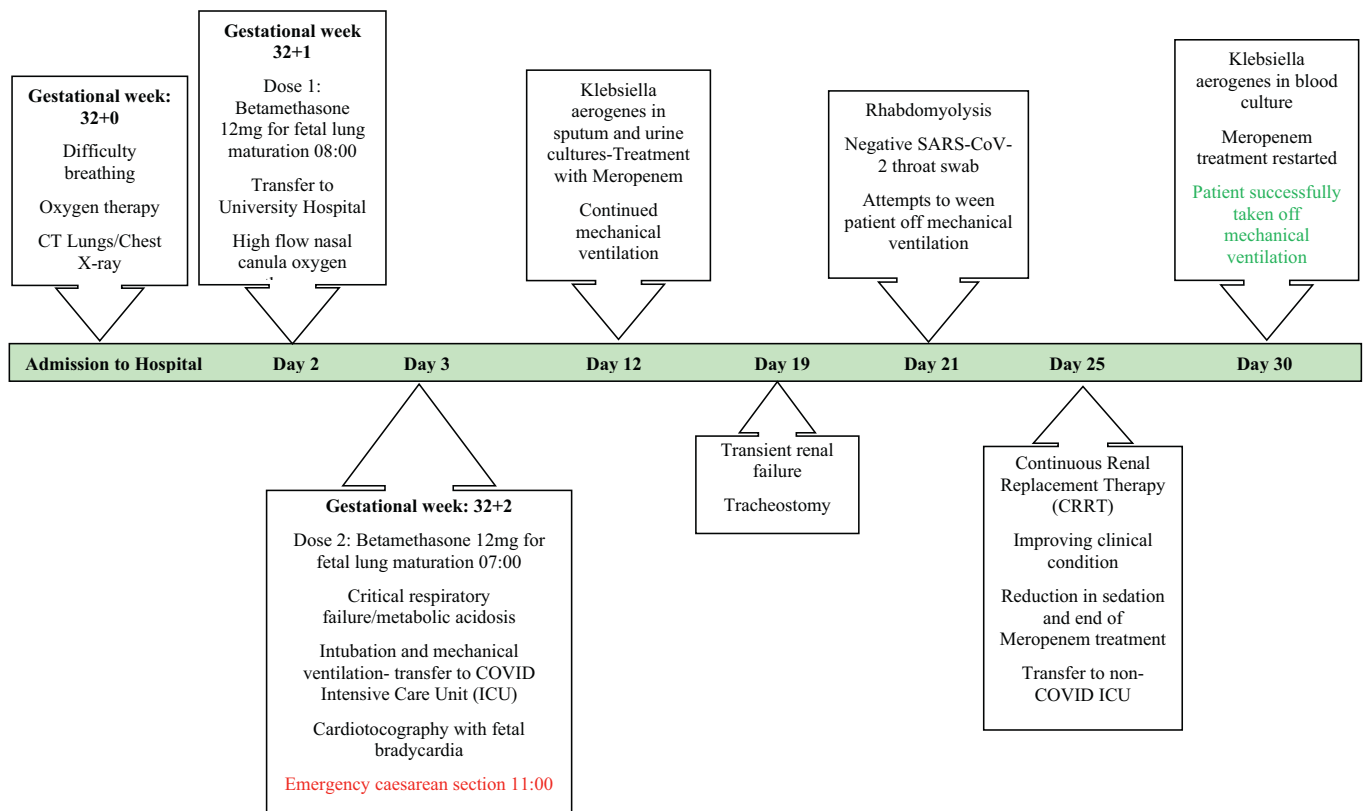 Gestational week:
32+0
Difficulty
breathing
Oxygen therapy
CT Lungs/Chest
X-ray
Gestational week
32+1
Dose 1:
Betamethasone
12mg for fetal lung
maturation 08:00
Transfer to
University Hospital
High flow nasal
canula oxygen
Klebsiella
aerogenes in
sputum and urine
cultures-Treatment
with Meropenem
Continued
mechanical
ventilation
Rhabdomyolysis
Negative SARS-CoV-
2 throat swab
Attempts to ween
patient off mechanical
ventilation
Klebsiella
aerogenes in blood
culture
Meropenem
treatment restarted
Patient successfully
taken off
mechanical
ventilation
Admission to Hospital Day 2 Day 3 Day 12 Day 19 Day 21 Day 25 Day 30
Gestational week: 32+2
Dose 2: Betamethasone 12mg for
fetal lung maturation 07:00
Critical respiratory
failure/metabolic acidosis
Intubation and mechanical
ventilation- transfer to COVID
Intensive Care Unit (ICU)
Cardiotocography with fetal
bradycardia
Emergency caesarean section 11:00
Transient renal
failure
Tracheostomy
Continuous Renal
Replacement Therapy
(CRRT)
Improving clinical
condition
Reduction in sedation
and end of
Meropenem treatment
Transfer to non-
COVID ICU